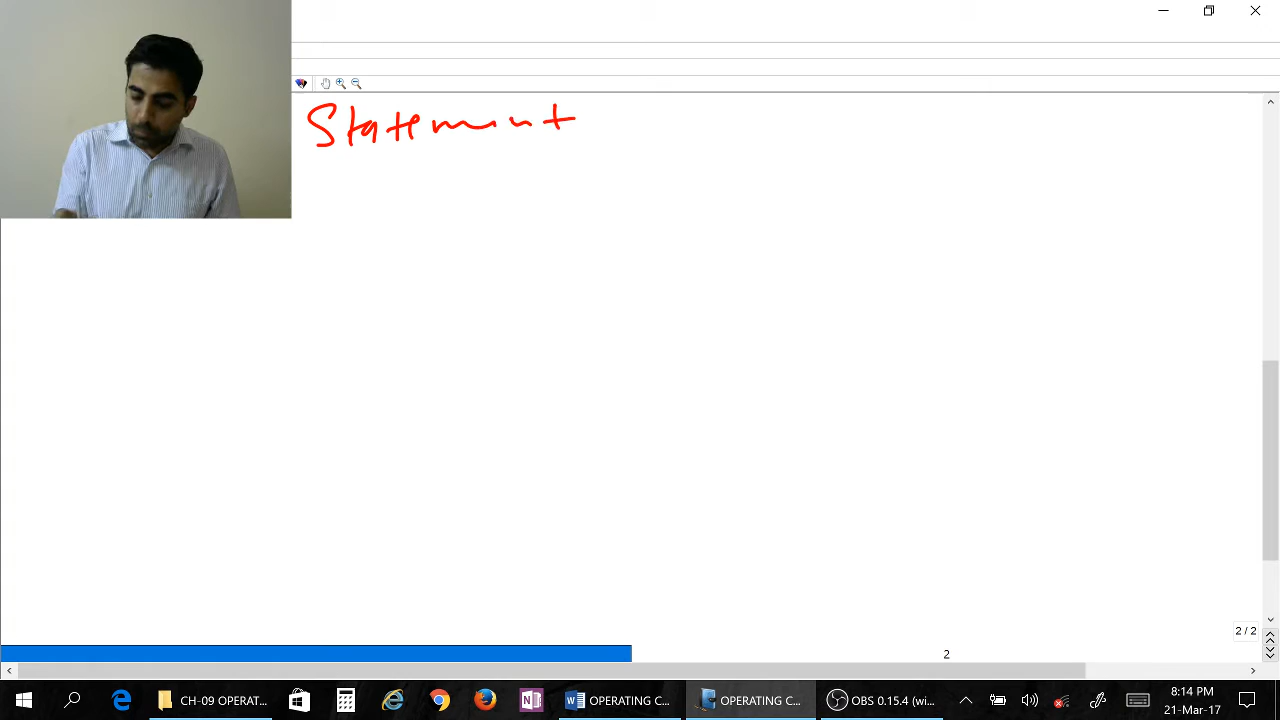 Statement
2 / 2
2
CH-09 OPERAT...
OPERATING C...
OPERATING C...
OBS 0.15.4 (wi...
8:14 PM
21-Mar-17